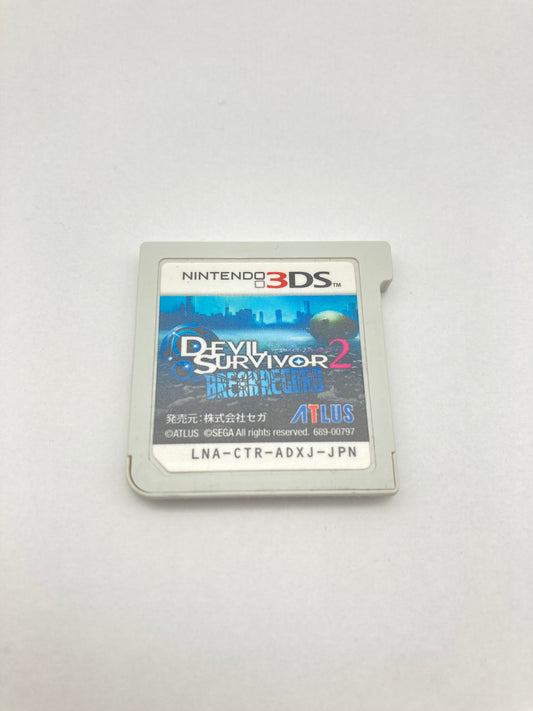 NINTENDO 3DS™
DEVIL
SURVIVOR 2
BREAK RECORD
発売元：株式会社セガ ATLUS
©ATLUS ©SEGA All rights reserved. 689-00797
LNA-CTR-ADXJ-JPN